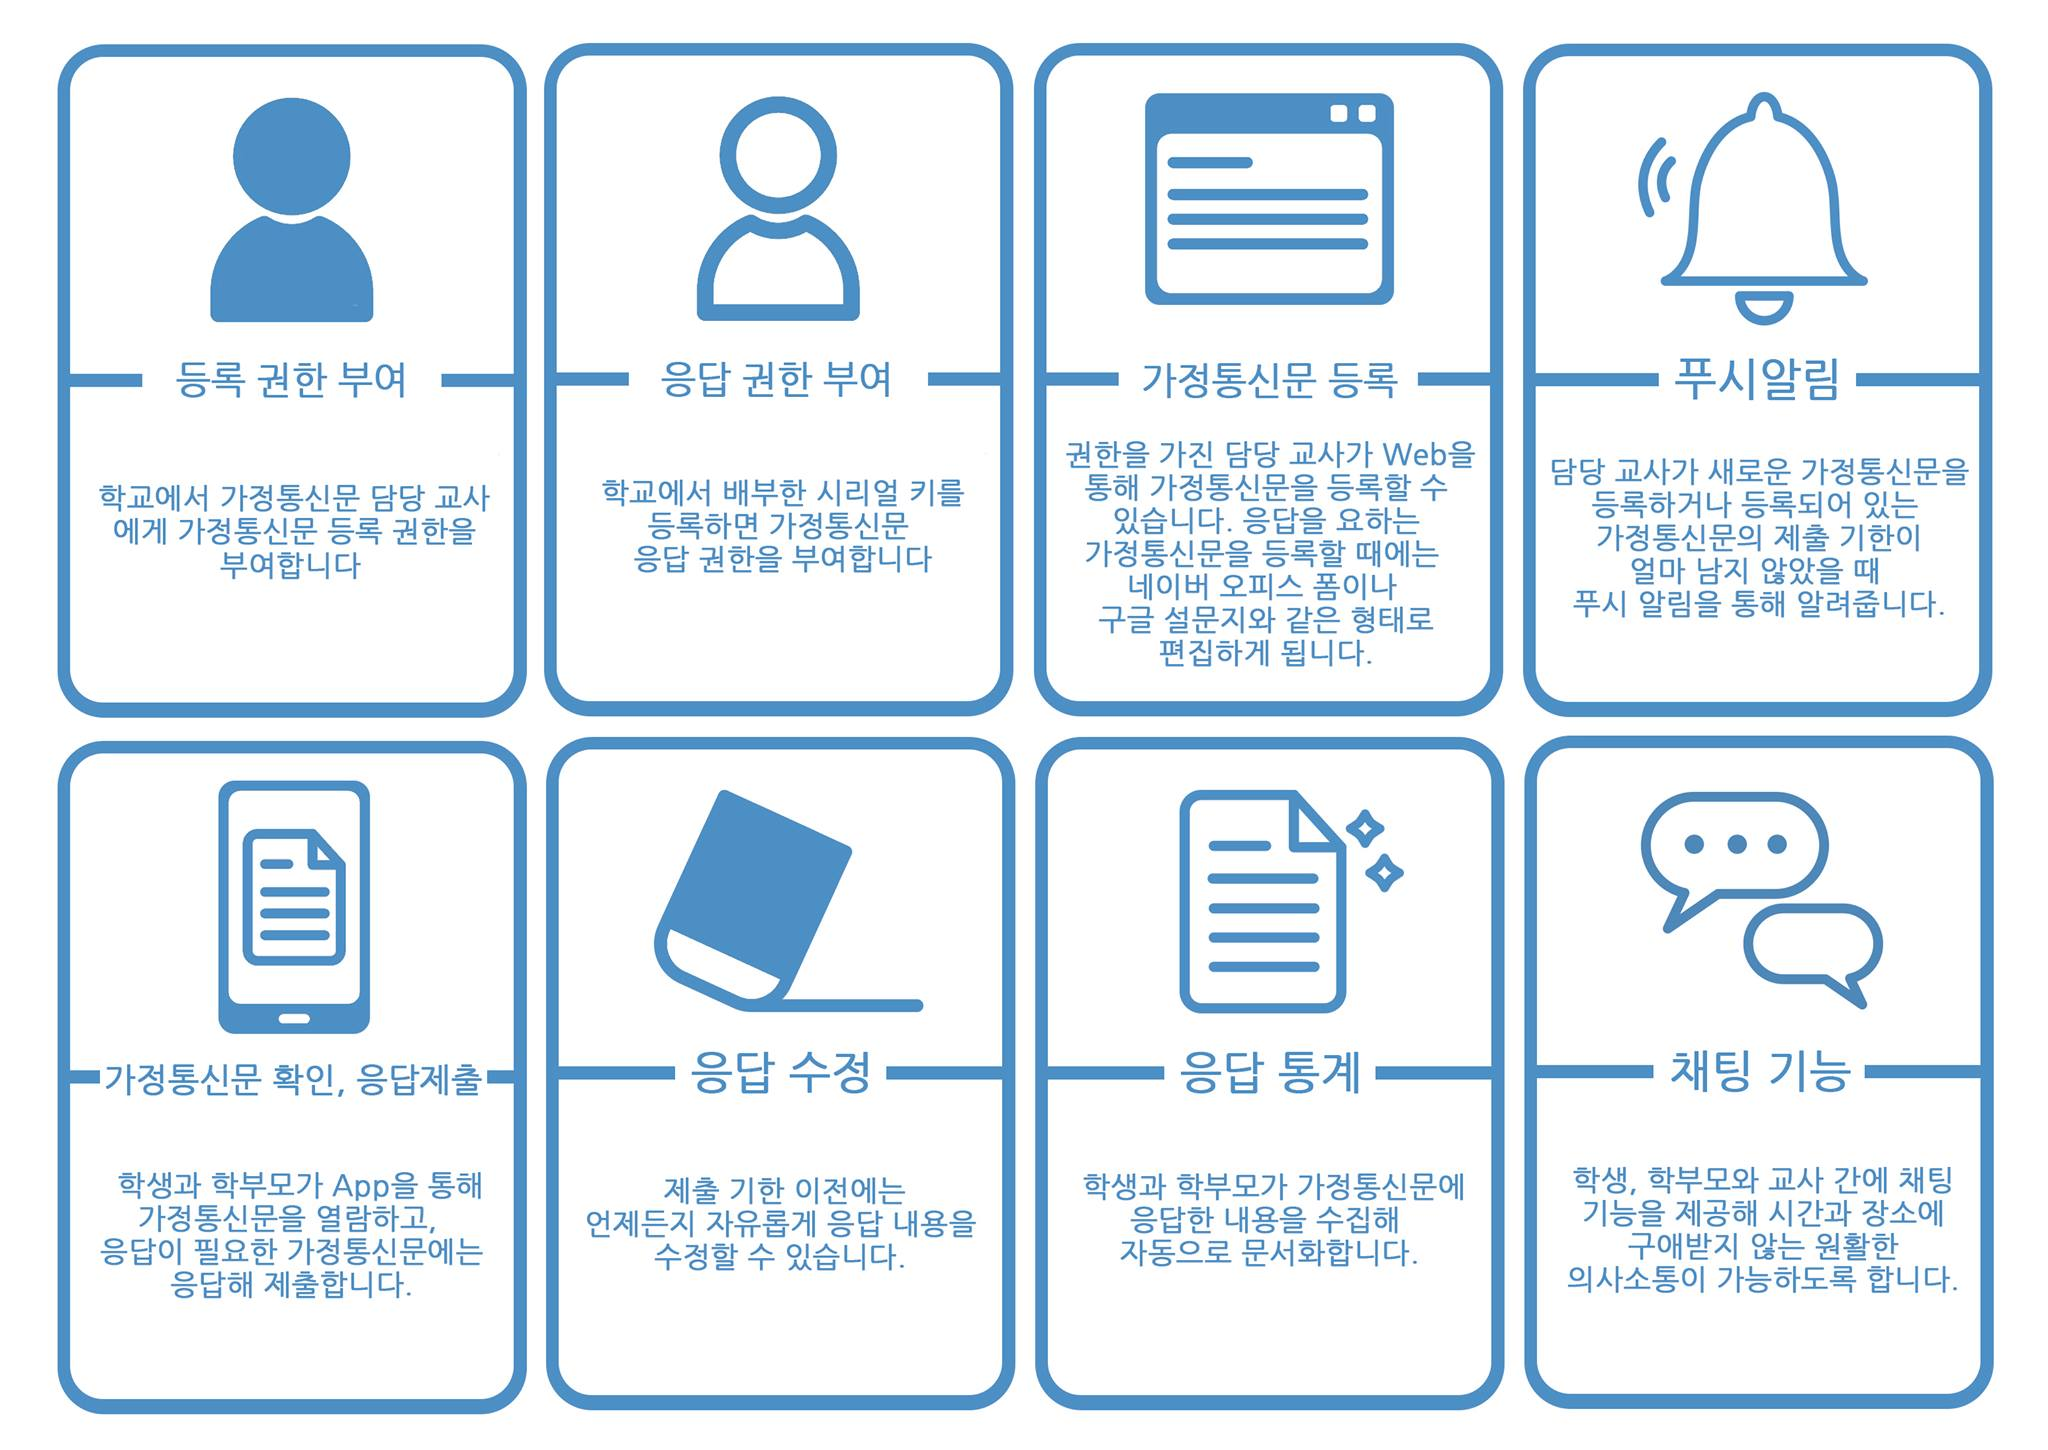 등록 권한 부여
학교에서 가정통신문 담당 교사
에게 가정통신문 등록 권한을
부여합니다
응답 권한 부여
학교에서 배부한 시리얼 키를
등록하면 가정통신문
응답 권한을 부여합니다
가정통신문 등록
권한을 가진 담당 교사가 Web을
통해 가정통신문을 등록할 수
있습니다. 응답을 요하는
가정통신문을 등록할 때에는
네이버 오피스 폼이나
구글 설문지와 같은 형태로
편집하게 됩니다.
푸시알림
담당 교사가 새로운 가정통신문을
등록하거나 등록되어 있는
가정통신문의 제출 기한이
얼마 남지 않았을 때
푸시 알림을 통해 알려줍니다.
가정통신문 확인, 응답제출
학생과 학부모가 App을 통해
가정통신문을 열람하고,
응답이 필요한 가정통신문에는
응답해 제출합니다.
응답 수정
제출 기한 이전에는
언제든지 자유롭게 응답 내용을
수정할 수 있습니다.
응답 통계
학생과 학부모가 가정통신문에
응답한 내용을 수집해
자동으로 문서화합니다.
채팅 기능
학생, 학부모와 교사 간에 채팅
기능을 제공해 시간과 장소에
구애받지 않는 원활한
의사소통이 가능하도록 합니다.